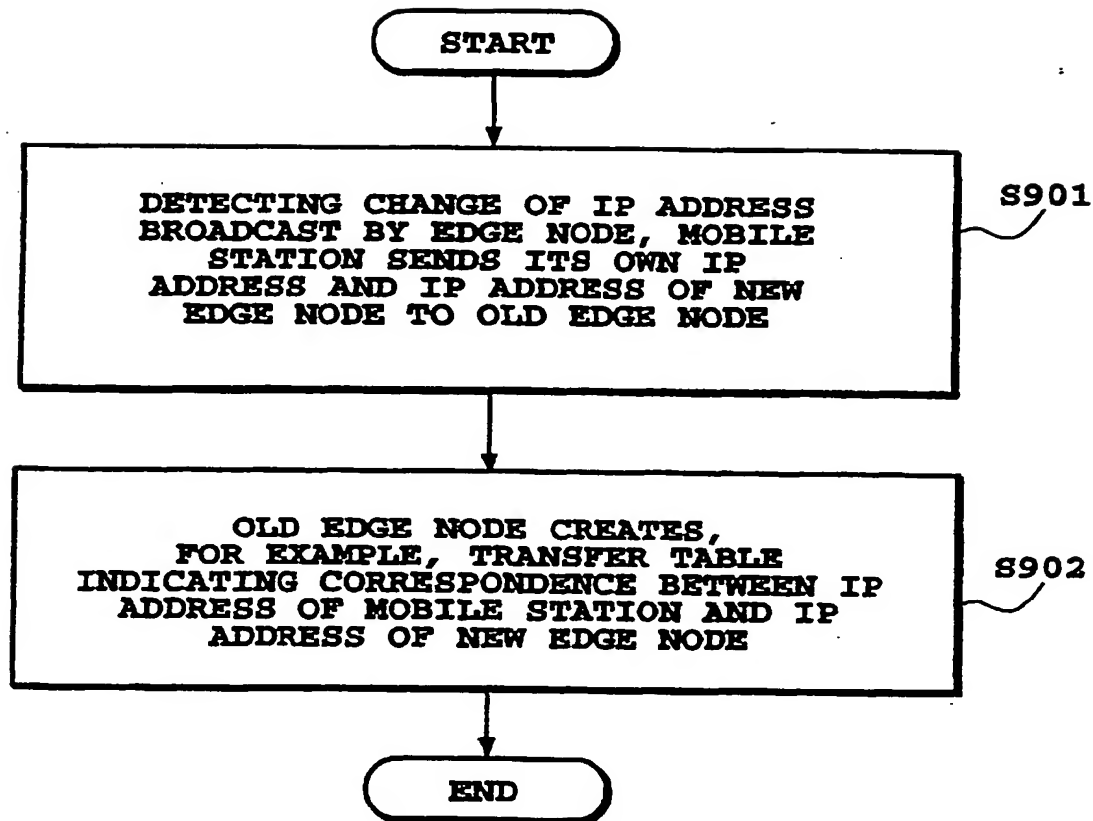 START
DETECTING CHANGE OF IP ADDRESS
BROADCAST BY EDGE NODE, MOBILE
STATION SENDS ITS OWN IP
ADDRESS AND IP ADDRESS OF NEW
EDGE NODE TO OLD EDGE NODE
S901
OLD EDGE NODE CREATES,
FOR EXAMPLE, TRANSFER TABLE
INDICATING CORRESPONDENCE BETWEEN IP
ADDRESS OF MOBILE STATION AND IP
ADDRESS OF NEW EDGE NODE
S902
END